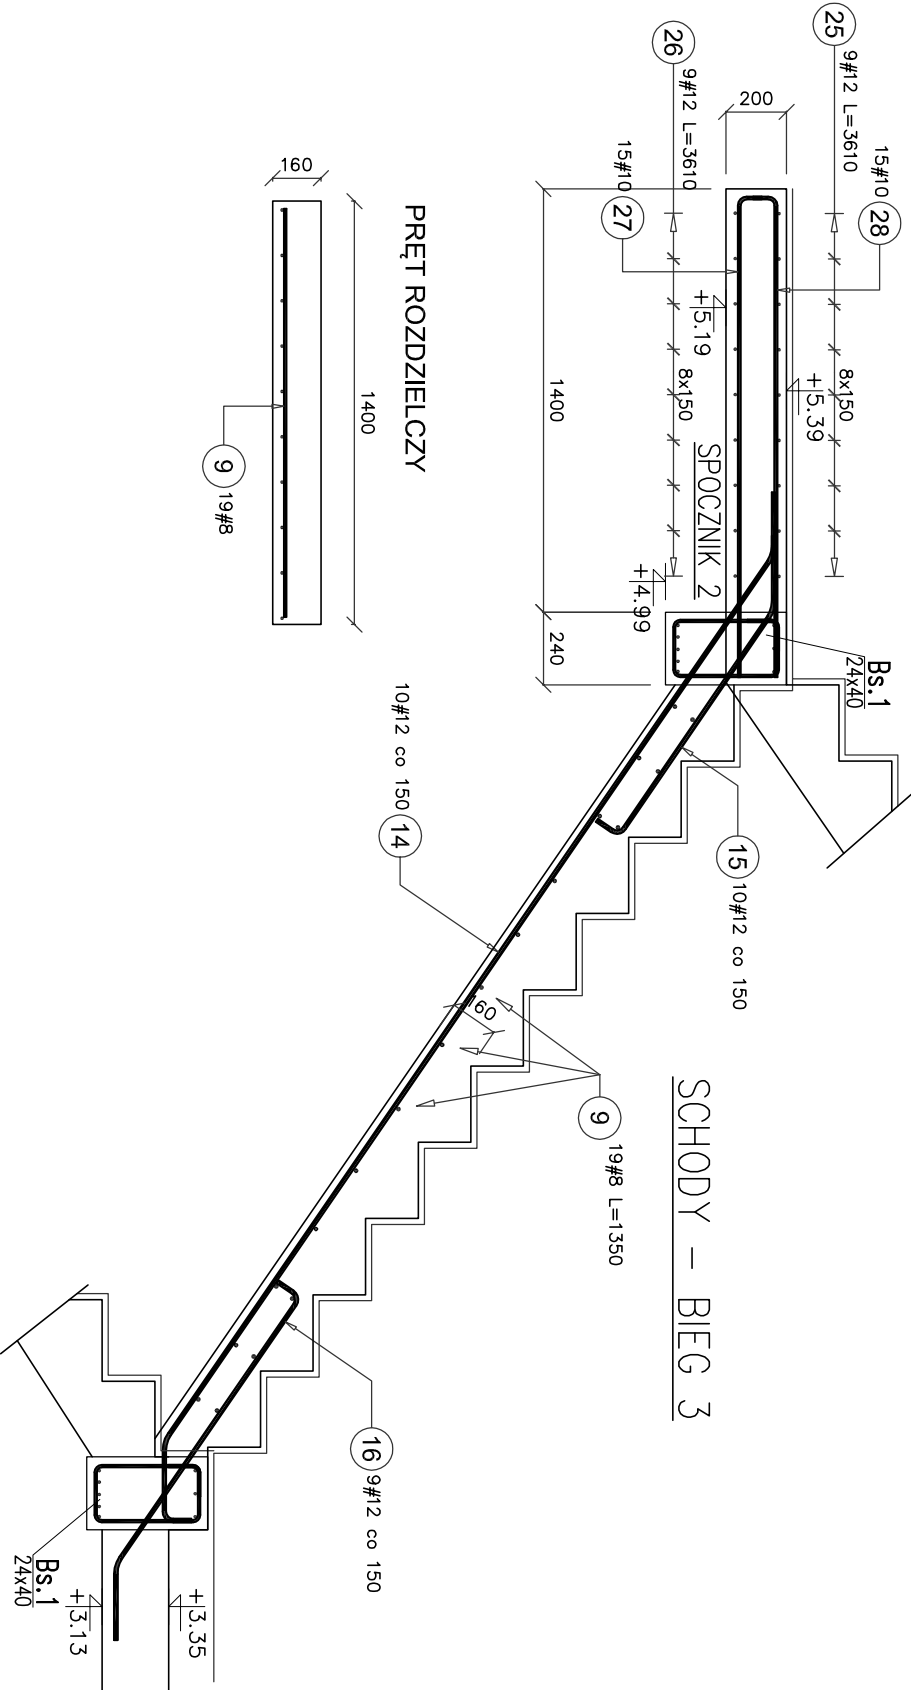 25
9#12 L=3610
15#10
28
8x150
26
9#12 L=3610
15#10
27
8x150
200
+5.39
+5.19
SPOCZNIK 2
+4.99
1400
240
Bs.1
24x40
PRĘT ROZDZIELCZY
160
1400
9
19#8
10#12 co 150
14
15
10#12 co 150
160
9
19#8 L=1350
SCHODY - BIEG 3
16
9#12 co 150
Bs.1
24x40
+3.35
+3.13